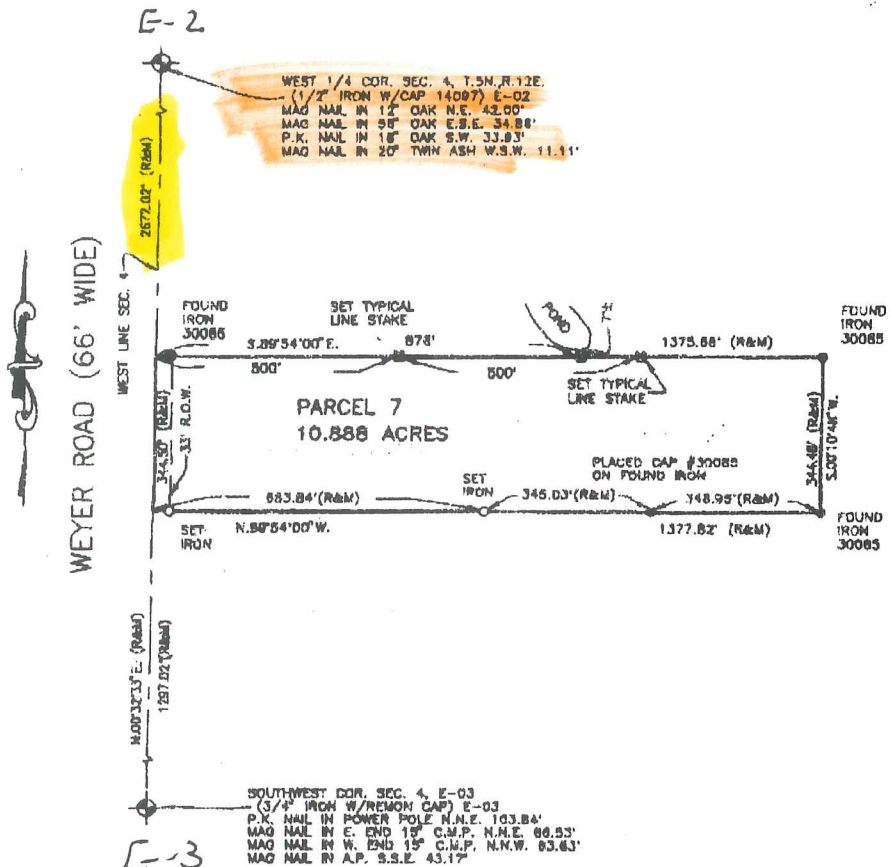 E-2
WEST 1/4 COR. SEC. 4, T.5N., R.12E.
(1/2" IRON W/CAP 14097) E-02
MAG NAIL IN 12" OAK N.E. 42.00'
MAG NAIL IN OAK E.S.E. 34.88'
P.K. NAIL IN 18" OAK S.W. 33.83'
MAG NAIL IN 20" TWIN ASH W.S.W. 11.11'
2672.02' (R&M)
WEST LINE SEC. 4
WEYER ROAD (66' WIDE)
FOUND
IRON
30085
SET TYPICAL
LINE STAKE
POND
FOUND
IRON
30085
S.89°54'00" E.
678'
1375.68' (R&M)
500'
500'
SET TYPICAL
LINE STAKE
PARCEL 7
10.888 ACRES
344.50' (R&M)
33' R.O.W.
344.48' (R&M)
S.00°10'48" W.
PLACED CAP #30085
ON FOUND IRON
SET
IRON
683.84' (R&M)
345.03' (R&M)
348.95' (R&M)
SET
IRON
N.89°54'00" W.
1377.82' (R&M)
FOUND
IRON
30085
N.00°32'33" E. (R&M)
1297.02' (R&M)
SOUTHWEST COR. SEC. 4, E-03
(3/4" IRON W/REMON CAP) E-03
P.K. NAIL IN POWER POLE N.N.E. 103.84'
MAG NAIL IN E. END 15" C.M.P. N.N.E. 66.53'
MAG NAIL IN W. END 15" C.M.P. N.N.W. 63.63'
MAG NAIL IN A.P. S.S.E. 43.17'
E-3